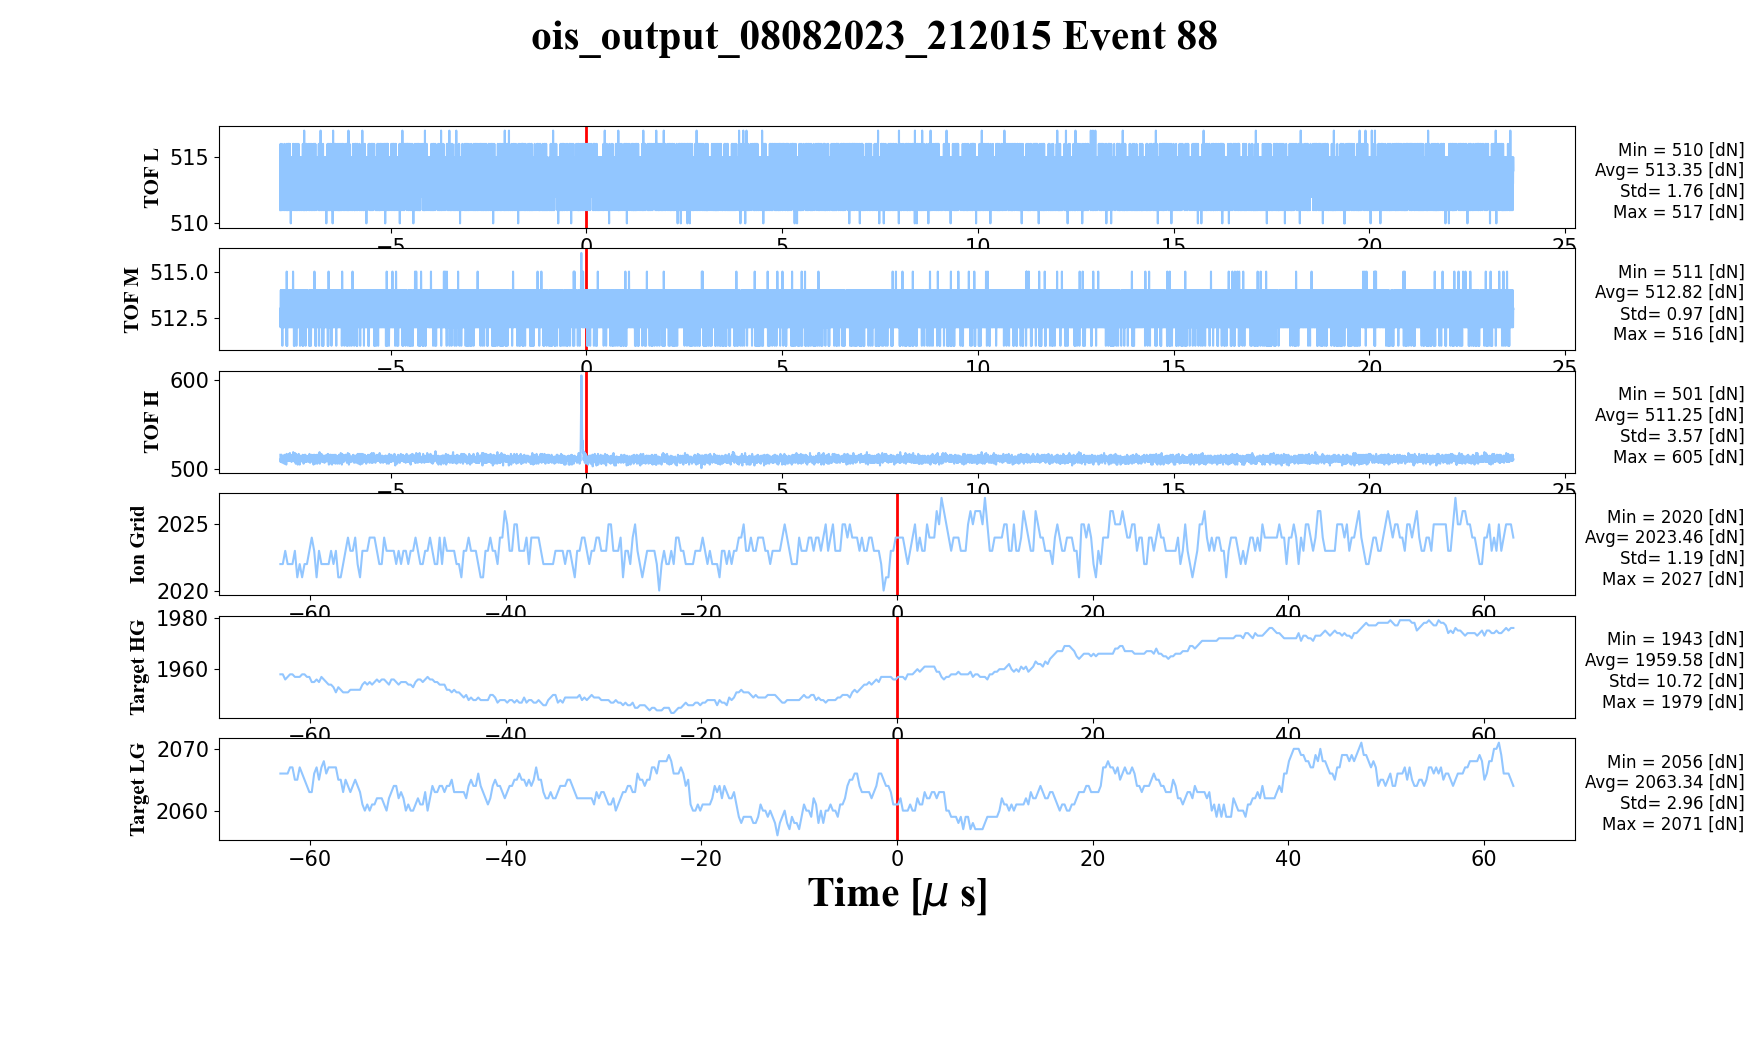 ois_output_08082023_212015 Event 88
TOF L
515
510
−5 0 5 10 15 20 25
Min = 510 [dN]
Avg= 513.35 [dN]
Std= 1.76 [dN]
Max = 517 [dN]
TOF M
515.0
512.5
−5 0 5 10 15 20 25
Min = 511 [dN]
Avg= 512.82 [dN]
Std= 0.97 [dN]
Max = 516 [dN]
TOF H
600
500
−5 0 5 10 15 20 25
Min = 501 [dN]
Avg= 511.25 [dN]
Std= 3.57 [dN]
Max = 605 [dN]
Ion Grid
2025
2020
−60 −40 −20 0 20 40 60
Min = 2020 [dN]
Avg= 2023.46 [dN]
Std= 1.19 [dN]
Max = 2027 [dN]
Target HG
1980
1960
−60 −40 −20 0 20 40 60
Min = 1943 [dN]
Avg= 1959.58 [dN]
Std= 10.72 [dN]
Max = 1979 [dN]
Target LG
2070
2060
−60 −40 −20 0 20 40 60
Min = 2056 [dN]
Avg= 2063.34 [dN]
Std= 2.96 [dN]
Max = 2071 [dN]
Time [μ s]